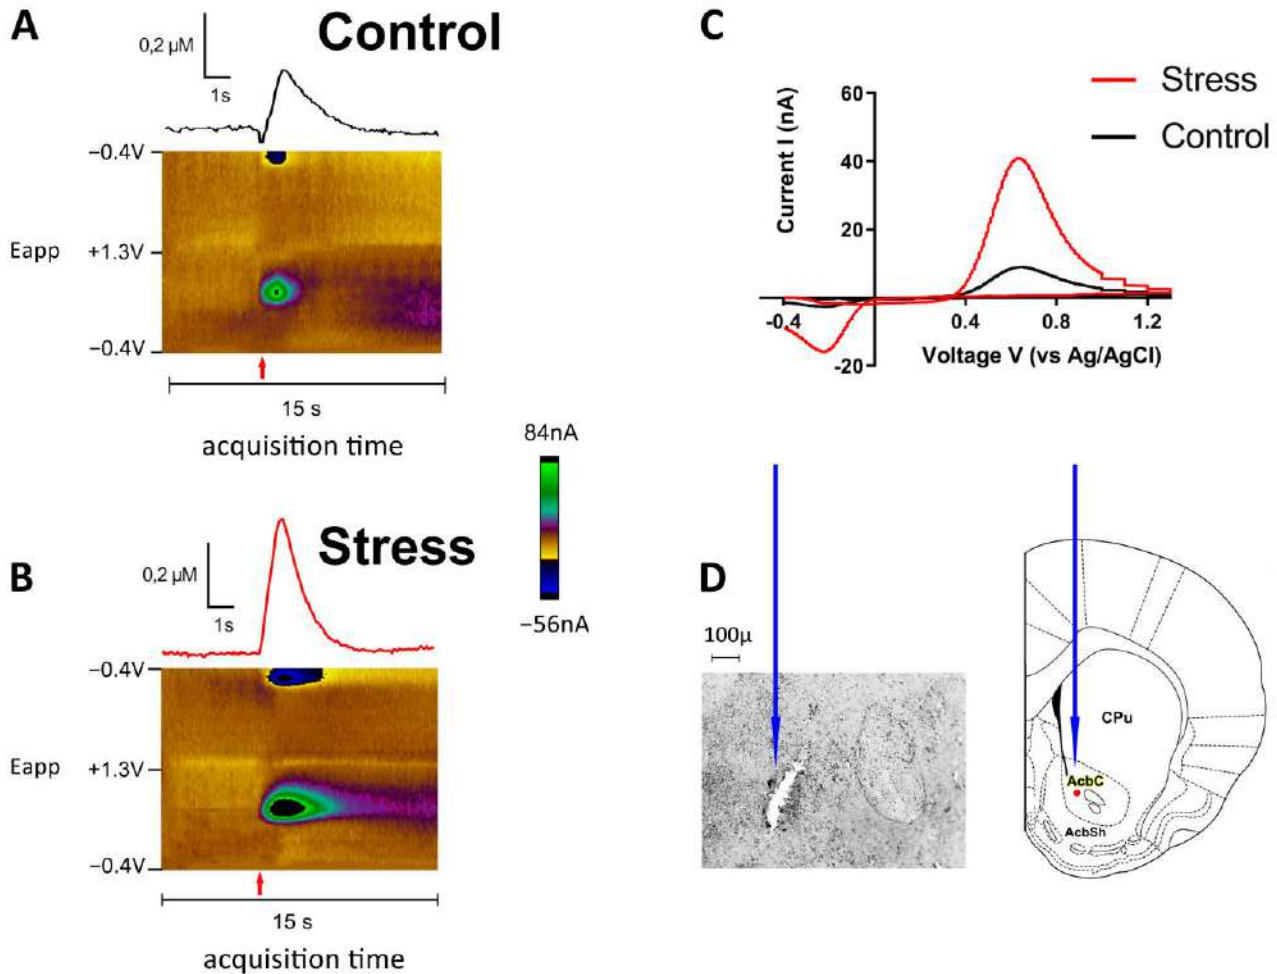 A
Control
0,2 µM
1s
−0.4V
Eapp
+1.3V
−0.4V
15 s
acquisition time
B
Stress
0,2 µM
1s
−0.4V
Eapp
+1.3V
−0.4V
15 s
acquisition time
84nA
−56nA
C
Stress
Control
Current I (nA)
60
40
20
-20
-0.4
0.4
0.8
1.2
Voltage V (vs Ag/AgCl)
D
100µ
CPu
AcbC
AcbSh